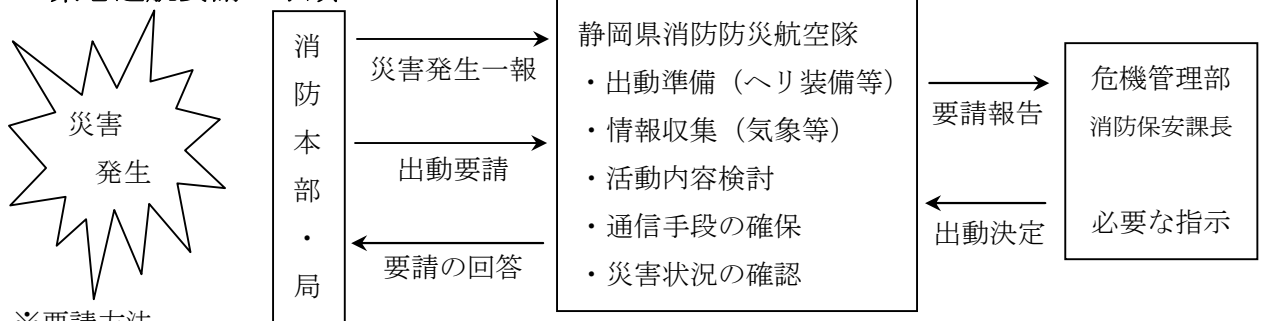 災害
発生
消防本部・局
災害発生一報
出動要請
要請の回答
静岡県消防防災航空隊
・出動準備（ヘリ装備等）
・情報収集（気象等）
・活動内容検討
・通信手段の確保
・災害状況の確認
要請報告
出動決定
危機管理部
消防保安課長
必要な指示
※要請方法